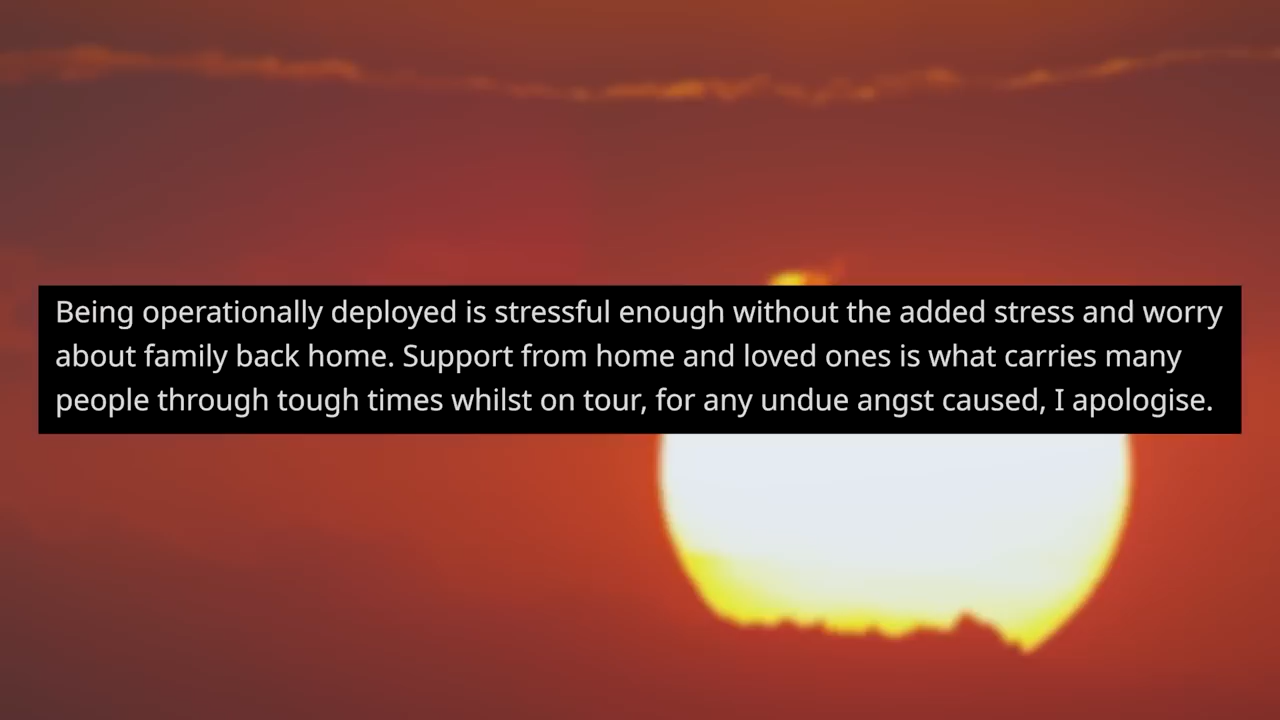 Being operationally deployed is stressful enough without the added stress and worry
about family back home. Support from home and loved ones is what carries many
people through tough times whilst on tour, for any undue angst caused, I apologise.